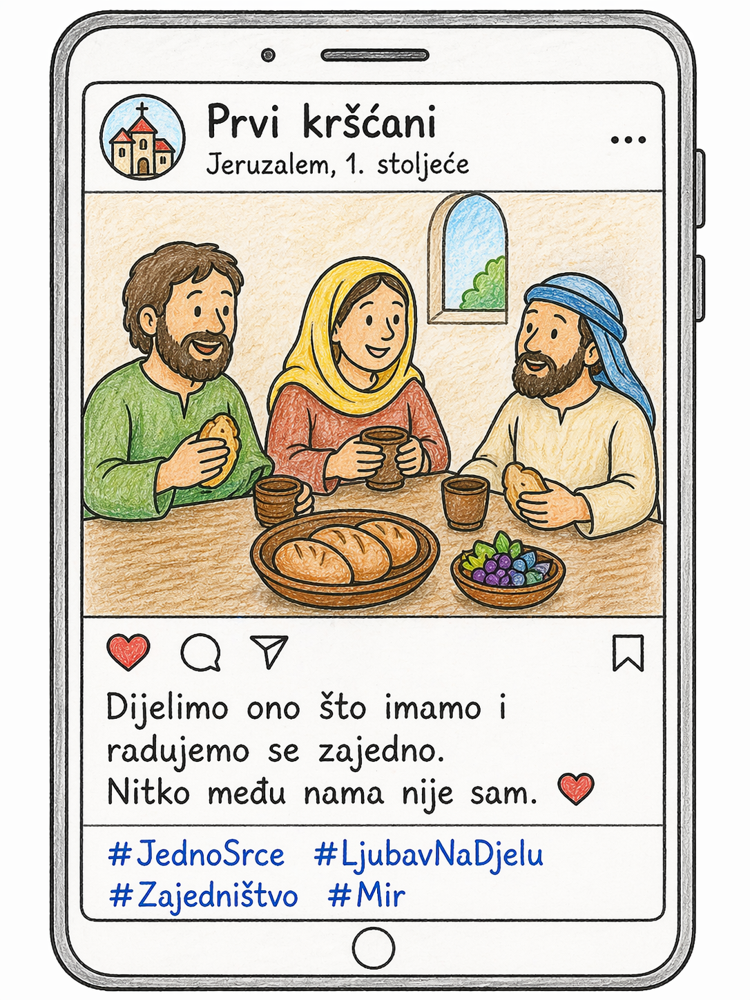 Prvi kršćani
Jeruzalem, 1. stoljeće
Dijelimo ono što imamo i
radujemo se zajedno.
Nitko među nama nije sam. ❤️
#JednoSrce #LjubavNaDjelu
#Zajedništvo #Mir